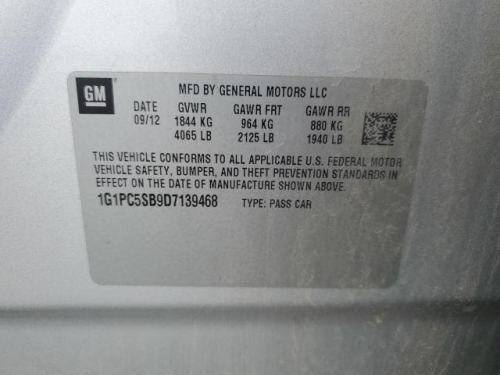 GM
MFD BY GENERAL MOTORS LLC
DATE GVWR GAWR FRT GAWR RR
09/12 1844 KG 964 KG 880 KG
4065 LB 2125 LB 1940 LB
THIS VEHICLE CONFORMS TO ALL APPLICABLE U.S. FEDERAL MOTOR
VEHICLE SAFETY, BUMPER, AND THEFT PREVENTION STANDARDS IN
EFFECT ON THE DATE OF MANUFACTURE SHOWN ABOVE.
1G1PC5SB9D7139468 TYPE: PASS CAR